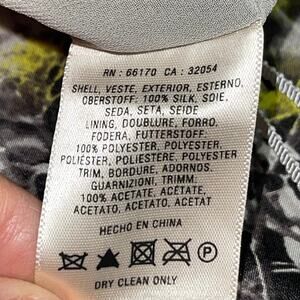 RN : 66170 CA : 32054
SHELL, VESTE, EXTERIOR, ESTERNO,
OBERSTOFF: 100% SILK, SOIE,
SEDA, SETA, SEIDE
LINING, DOUBLURE, FORRO,
FODERA, FUTTERSTOFF:
100% POLYESTER, POLYESTER,
POLIÉSTER, POLIESTERE, POLYESTER
TRIM, BORDURE, ADORNOS,
GUARNIZIONI, TRIMM.
100% ACETATE, ACÉTATE,
ACETATO, ACETATO, ACETAT
HECHO EN CHINA
P
DRY CLEAN ONLY